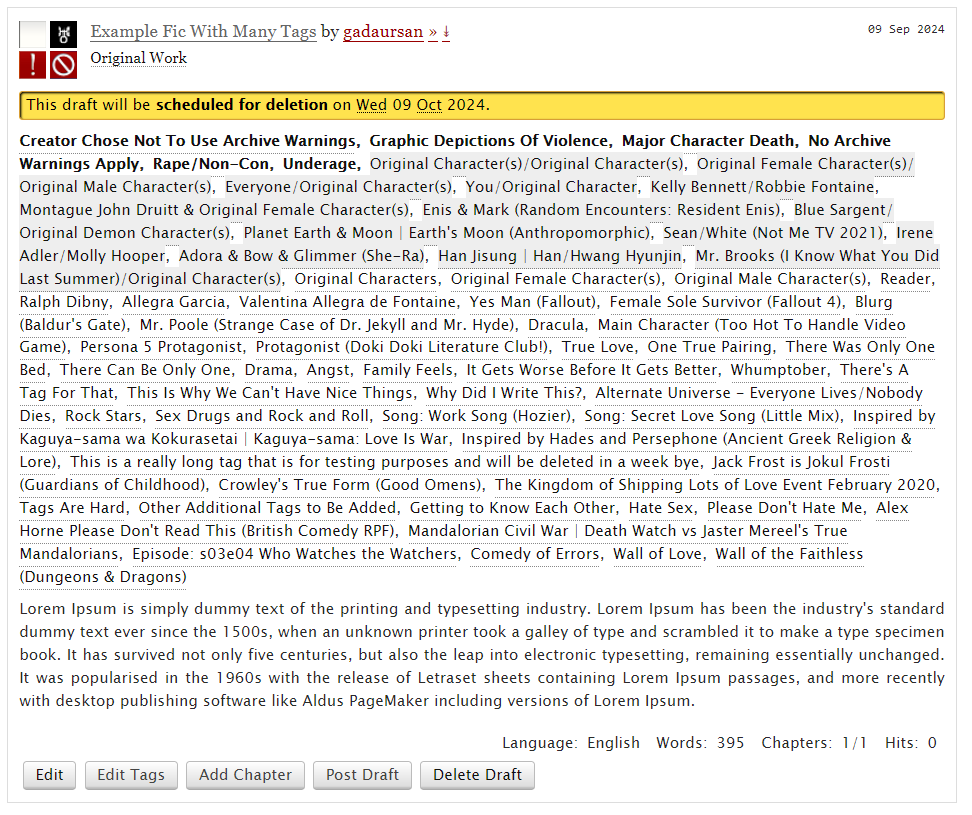 Example Fic With Many Tags by gadaursan » ↓
09 Sep 2024
Original Work
This draft will be scheduled for deletion on Wed 09 Oct 2024.
Creator Chose Not To Use Archive Warnings, Graphic Depictions Of Violence, Major Character Death, No Archive
Warnings Apply, Rape/Non-Con, Underage, Original Character(s)/Original Character(s), Original Female Character(s)/
Original Male Character(s), Everyone/Original Character(s), You/Original Character, Kelly Bennett/Robbie Fontaine,
Montague John Druitt & Original Female Character(s), Enis & Mark (Random Encounters: Resident Enis), Blue Sargent/
Original Demon Character(s), Planet Earth & Moon | Earth's Moon (Anthropomorphic), Sean/White (Not Me TV 2021), Irene
Adler/Molly Hooper, Adora & Bow & Glimmer (She-Ra), Han Jisung | Han/Hwang Hyunjin, Mr. Brooks (I Know What You Did
Last Summer)/Original Character(s), Original Characters, Original Female Character(s), Original Male Character(s), Reader,
Ralph Dibny, Allegra Garcia, Valentina Allegra de Fontaine, Yes Man (Fallout), Female Sole Survivor (Fallout 4), Blurg
(Baldur's Gate), Mr. Poole (Strange Case of Dr. Jekyll and Mr. Hyde), Dracula, Main Character (Too Hot To Handle Video
Game), Persona 5 Protagonist, Protagonist (Doki Doki Literature Club!), True Love, One True Pairing, There Was Only One
Bed, There Can Be Only One, Drama, Angst, Family Feels, It Gets Worse Before It Gets Better, Whumptober, There's A
Tag For That, This Is Why We Can't Have Nice Things, Why Did I Write This?, Alternate Universe - Everyone Lives/Nobody
Dies, Rock Stars, Sex Drugs and Rock and Roll, Song: Work Song (Hozier), Song: Secret Love Song (Little Mix), Inspired by
Kaguya-sama wa Kokurasetai | Kaguya-sama: Love Is War, Inspired by Hades and Persephone (Ancient Greek Religion &
Lore), This is a really long tag that is for testing purposes and will be deleted in a week bye, Jack Frost is Jokul Frosti
(Guardians of Childhood), Crowley's True Form (Good Omens), The Kingdom of Shipping Lots of Love Event February 2020,
Tags Are Hard, Other Additional Tags to Be Added, Getting to Know Each Other, Hate Sex, Please Don't Hate Me, Alex
Horne Please Don't Read This (British Comedy RPF), Mandalorian Civil War | Death Watch vs Jaster Mereel's True
Mandalorians, Episode: s03e04 Who Watches the Watchers, Comedy of Errors, Wall of Love, Wall of the Faithless
(Dungeons & Dragons)
Lorem Ipsum is simply dummy text of the printing and typesetting industry. Lorem Ipsum has been the industry's standard
dummy text ever since the 1500s, when an unknown printer took a galley of type and scrambled it to make a type specimen
book. It has survived not only five centuries, but also the leap into electronic typesetting, remaining essentially unchanged.
It was popularised in the 1960s with the release of Letraset sheets containing Lorem Ipsum passages, and more recently
with desktop publishing software like Aldus PageMaker including versions of Lorem Ipsum.
Language: English Words: 395 Chapters: 1/1 Hits: 0
Edit Edit Tags Add Chapter Post Draft Delete Draft